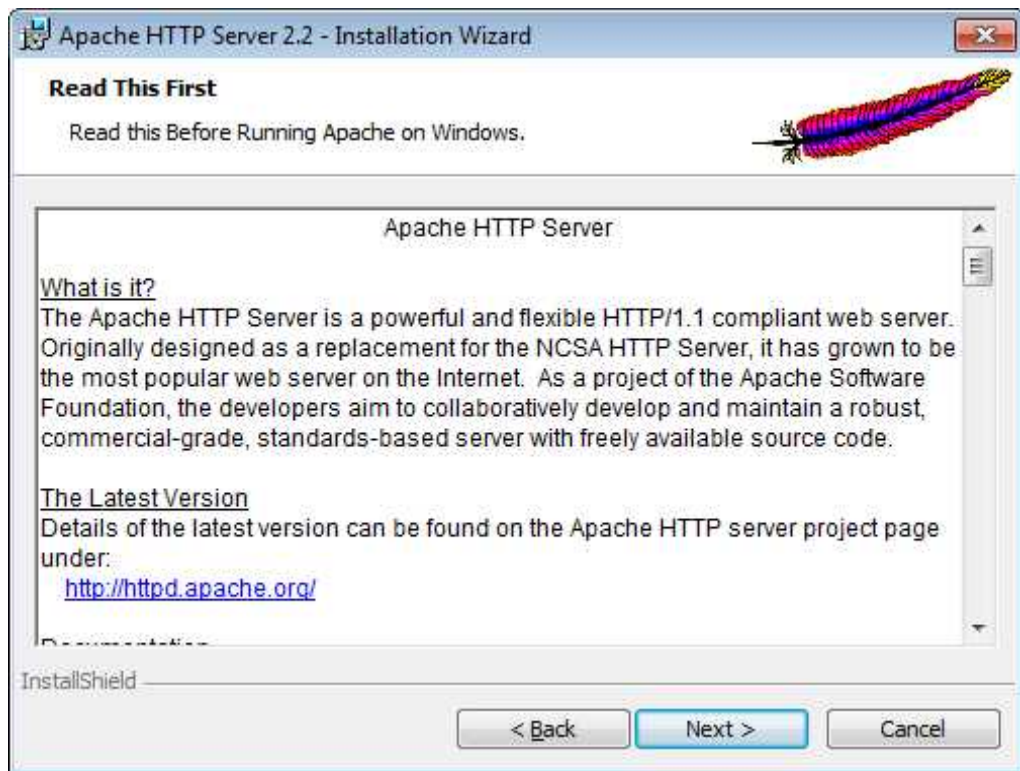 Apache HTTP Server 2.2 - Installation Wizard
Read This First
Read this Before Running Apache on Windows.
Apache HTTP Server
What is it?
The Apache HTTP Server is a powerful and flexible HTTP/1.1 compliant web server.
Originally designed as a replacement for the NCSA HTTP Server, it has grown to be
the most popular web server on the Internet.  As a project of the Apache Software
Foundation, the developers aim to collaboratively develop and maintain a robust,
commercial-grade, standards-based server with freely available source code.
The Latest Version
Details of the latest version can be found on the Apache HTTP server project page
under:
http://httpd.apache.org/
Documentation
InstallShield
< Back
Next >
Cancel